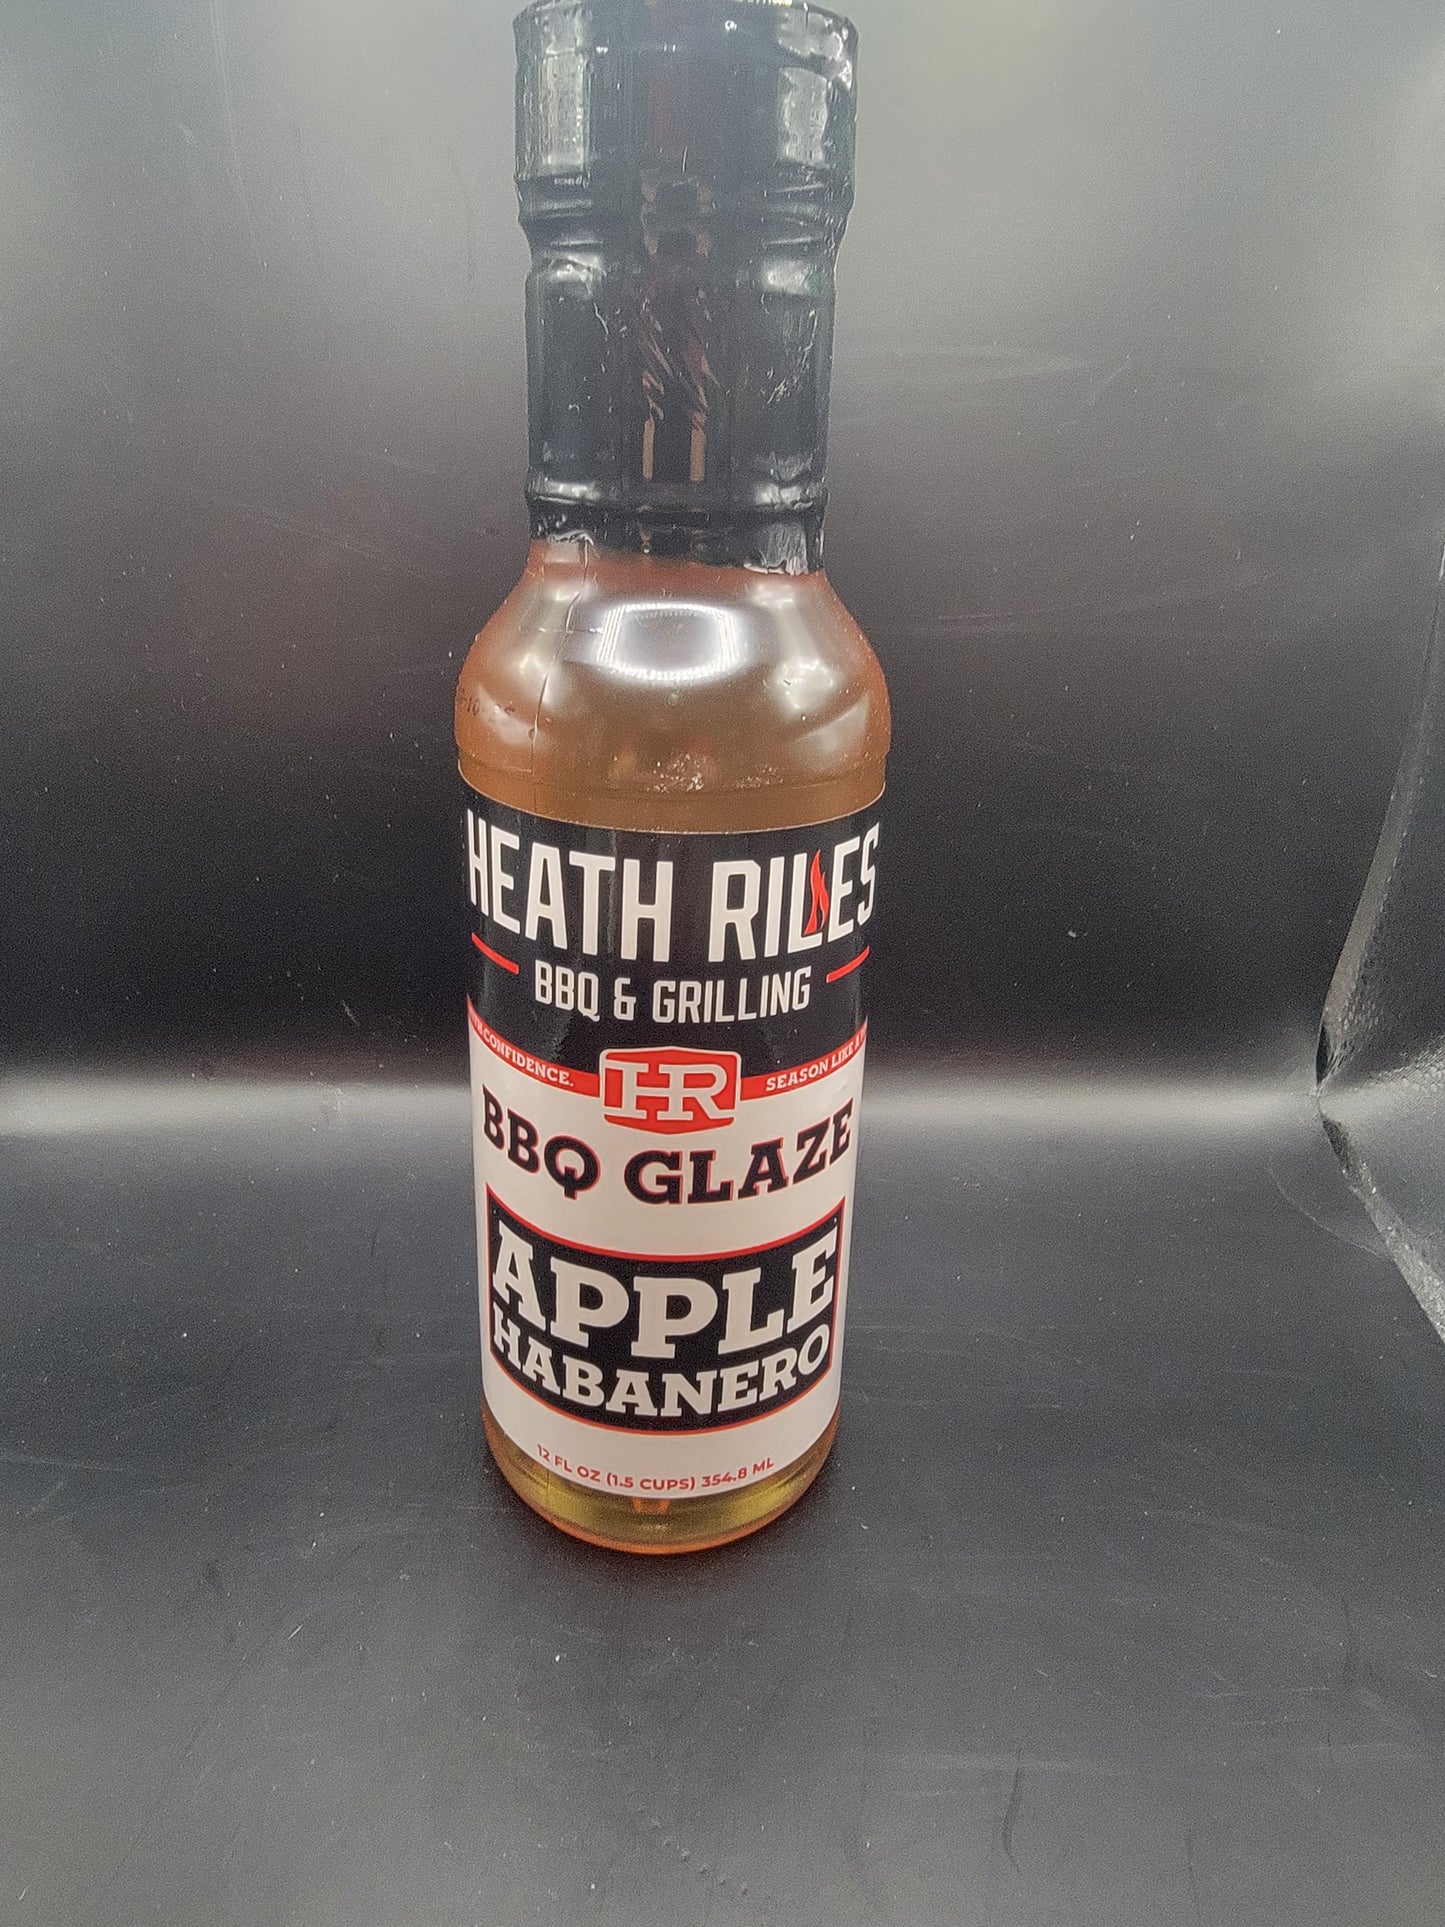 HEATH RILES
BBQ & GRILLING
CONFIDENCE.
HR
SEASON LIKE A
BBQ GLAZE
APPLE
HABANERO
12 FL OZ (1.5 CUPS) 354.8 ML